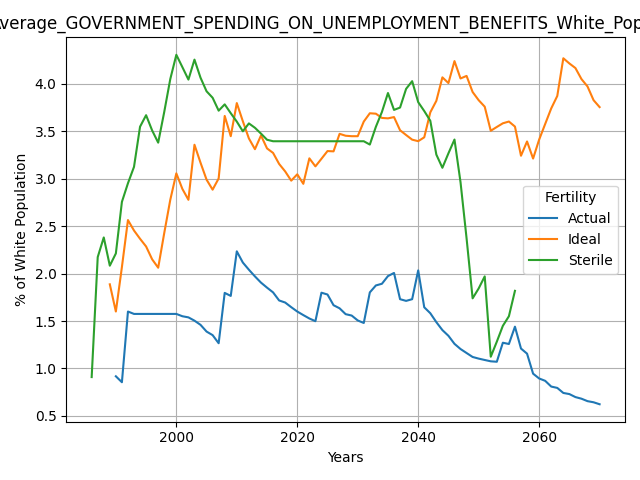 verage_GOVERNMENT_SPENDING_ON_UNEMPLOYMENT_BENEFITS_White_Pop
% of White Population
4.0
3.5
3.0
2.5
2.0
1.5
1.0
0.5
Fertility
Actual
Ideal
Sterile
2000
2020
2040
2060
Years